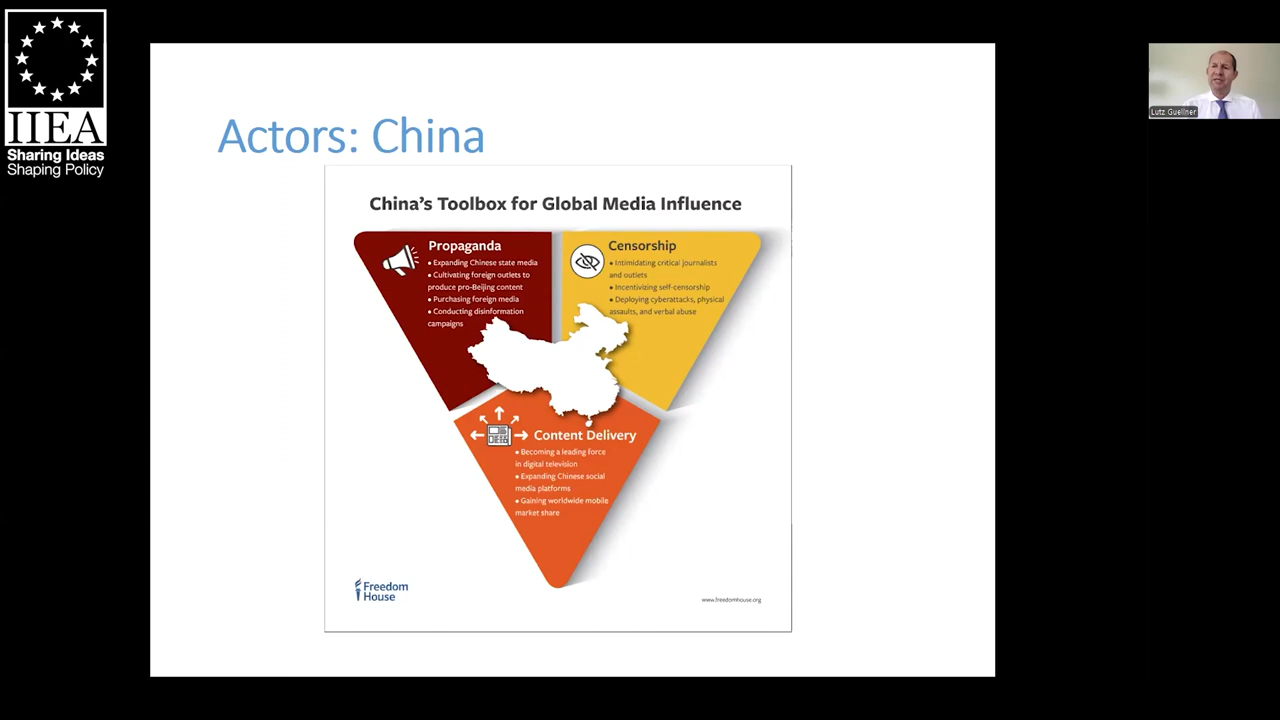 IIEA
Sharing Ideas
Shaping Policy
Actors: China
China's Toolbox for Global Media Influence
Propaganda
• Expanding Chinese state media
• Cultivating foreign outlets to
produce pro-Beijing content
• Purchasing foreign media
• Conducting disinformation
campaigns
Censorship
• Intimidating critical journalists
and outlets
• Incentivizing self-censorship
• Deploying cyberattacks, physical
assaults, and verbal abuse
Content Delivery
• Becoming a leading force
in digital television
• Expanding Chinese social
media platforms
• Gaining worldwide mobile
market share
Freedom
House
www.freedomhouse.org
Lutz Guellner